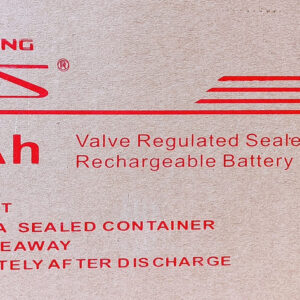 NG
S®
Ah
Valve Regulated Seale
Rechargeable Battery
T
A SEALED CONTAINER
EAWAY
TELY AFTER DISCHARGE